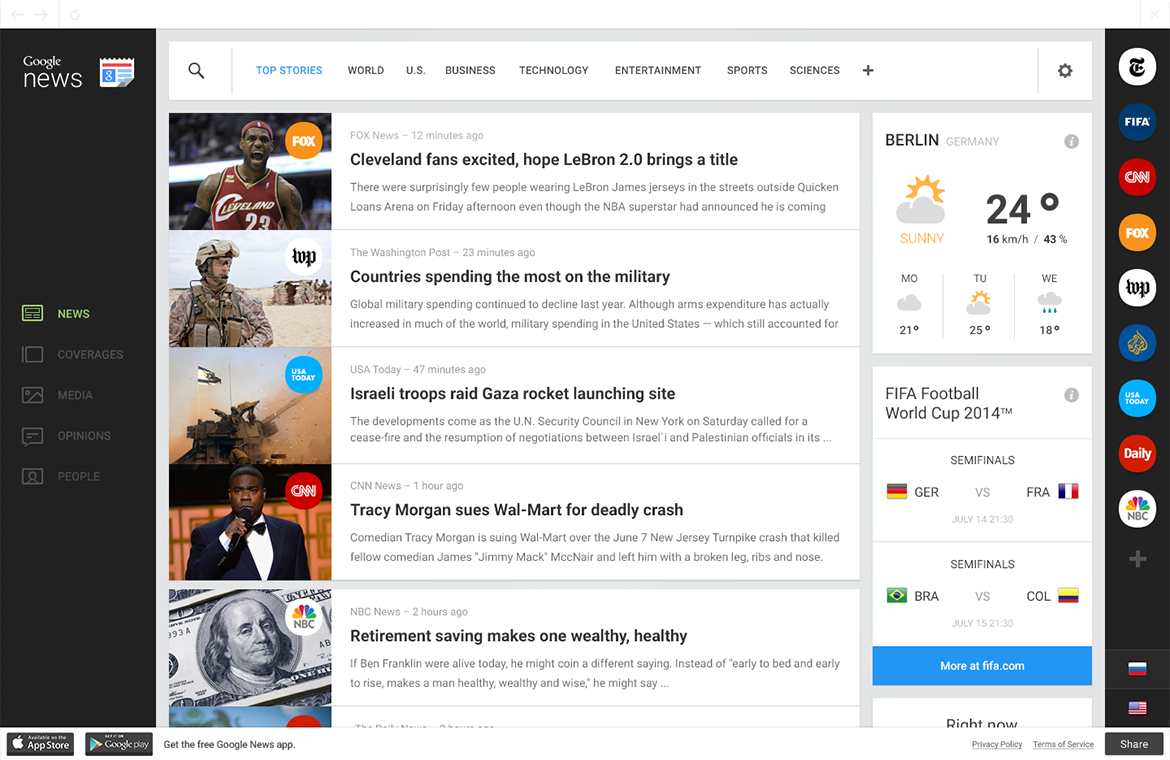 Google
news
NEWS
COVERAGES
MEDIA
OPINIONS
PEOPLE
TOP STORIES WORLD U.S. BUSINESS TECHNOLOGY ENTERTAINMENT SPORTS SCIENCES
FOX
FOX News – 12 minutes ago
Cleveland fans excited, hope LeBron 2.0 brings a title
There were surprisingly few people wearing LeBron James jerseys in the streets outside Quicken
Loans Arena on Friday afternoon even though the NBA superstar had announced he is coming
CLEVELAND
23
wp
The Washington Post – 23 minutes ago
Countries spending the most on the military
Global military spending continued to decline last year. Although arms expenditure has actually
increased in much of the world, military spending in the United States — which still accounted for
USA
TODAY
USA Today – 47 minutes ago
Israeli troops raid Gaza rocket launching site
The developments come as the U.N. Security Council in New York on Saturday called for a
cease-fire and the resumption of negotiations between Israel`i and Palestinian officials in its ...
CNN
CNN News – 1 hour ago
Tracy Morgan sues Wal-Mart for deadly crash
Comedian Tracy Morgan is suing Wal-Mart over the June 7 New Jersey Turnpike crash that killed
fellow comedian James "Jimmy Mack" MccNair and left him with a broken leg, ribs and nose.
NBC
NBC News – 2 hours ago
Retirement saving makes one wealthy, healthy
If Ben Franklin were alive today, he might coin a different saying. Instead of "early to bed and early
to rise, makes a man healthy, wealthy and wise," he might say ...
BERLIN GERMANY
SUNNY
24 °
16 km/h / 43 %
MO TU WE
21° 25° 18°
FIFA Football
World Cup 2014™
SEMIFINALS
GER VS FRA
JULY 14 21:30
SEMIFINALS
BRA VS COL
JULY 15 21:30
More at fifa.com
Right now
FIFA
CNN
FOX
wp
USA
TODAY
Daily
NBC
Available on the
App Store
GET IT ON
Google play
Get the free Google News app.
Privacy Policy Terms of Service
Share